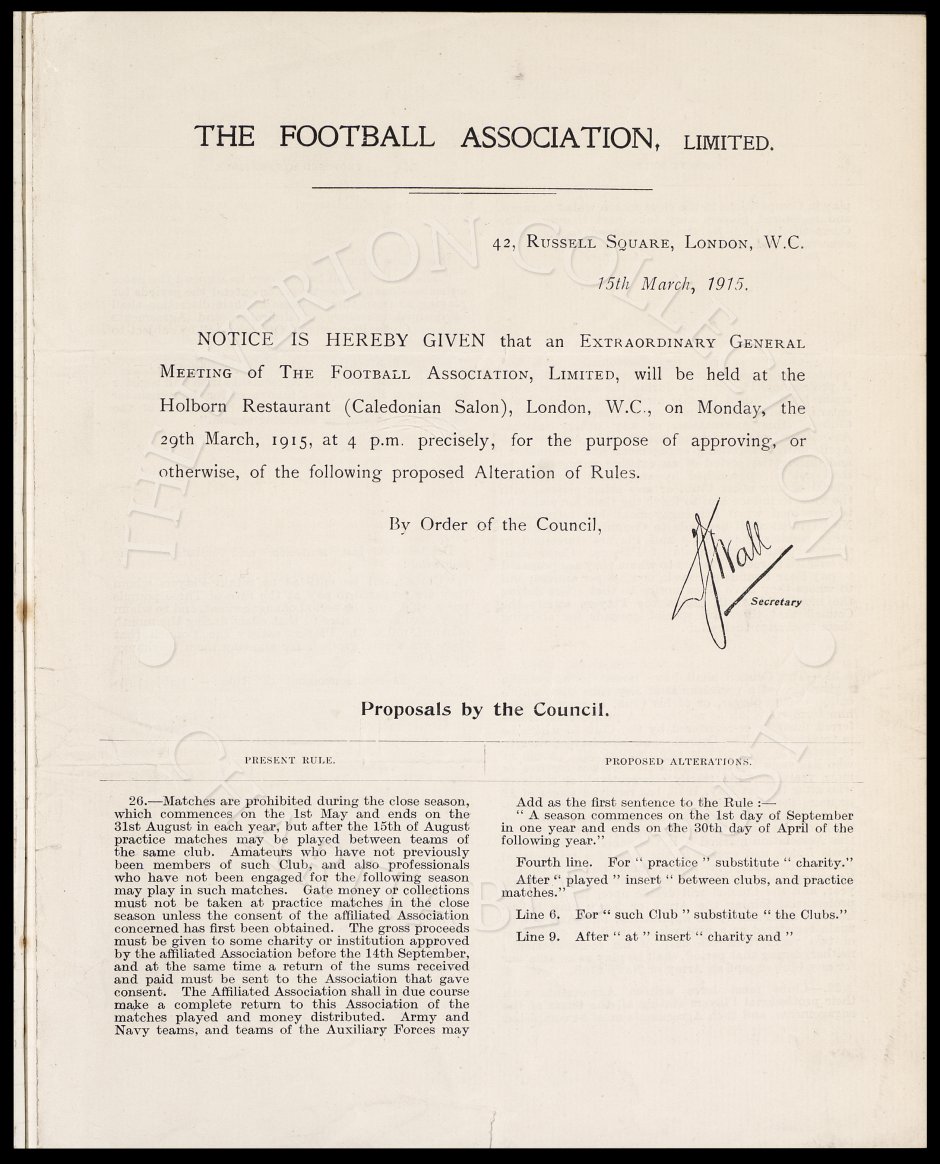 THE FOOTBALL ASSOCIATION, LIMITED.
42, Russell Square, London, W.C.
15th March, 1915.
NOTICE IS HEREBY GIVEN that an Extraordinary General
Meeting of The Football Association, Limited, will be held at the
Holborn Restaurant (Caledonian Salon), London, W.C., on Monday, the
29th March, 1915, at 4 p.m. precisely, for the purpose of approving, or
otherwise, of the following proposed Alteration of Rules.
By Order of the Council,
FJWall
Secretary
Proposals by the Council.
PRESENT RULE.
26.—Matches are prohibited during the close season,
which commences on the 1st May and ends on the
31st August in each year, but after the 15th of August
practice matches may be played between teams of
the same club. Amateurs who have not previously
been members of such Club, and also professionals
who have not been engaged for the following season
may play in such matches. Gate money or collections
must not be taken at practice matches in the close
season unless the consent of the affiliated Association
concerned has first been obtained. The gross proceeds
must be given to some charity or institution approved
by the affiliated Association before the 14th September,
and at the same time a return of the sums received
and paid must be sent to the Association that gave
consent. The Affiliated Association shall in due course
make a complete return to this Association of the
matches played and money distributed. Army and
Navy teams, and teams of the Auxiliary Forces may
PROPOSED ALTERATIONS.
Add as the first sentence to the Rule :—
" A season commences on the 1st day of September
in one year and ends on the 30th day of April of the
following year."
Fourth line. For " practice " substitute " charity."
After " played " insert " between clubs, and practice
matches."
Line 6. For " such Club " substitute " the Clubs."
Line 9. After " at " insert " charity and "
THE EVERTON COLLECTION